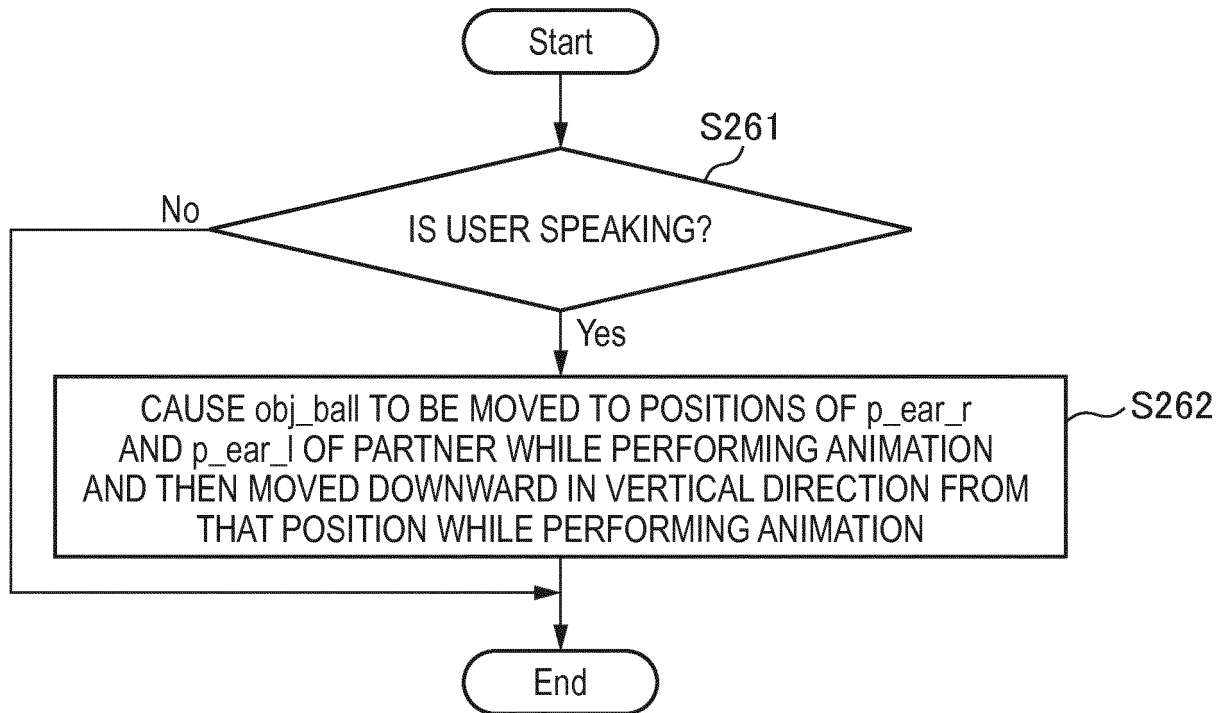 Start
S261
No
IS USER SPEAKING?
Yes
CAUSE obj_ball TO BE MOVED TO POSITIONS OF p_ear_r
AND p_ear_l OF PARTNER WHILE PERFORMING ANIMATION
AND THEN MOVED DOWNWARD IN VERTICAL DIRECTION FROM
THAT POSITION WHILE PERFORMING ANIMATION
S262
End